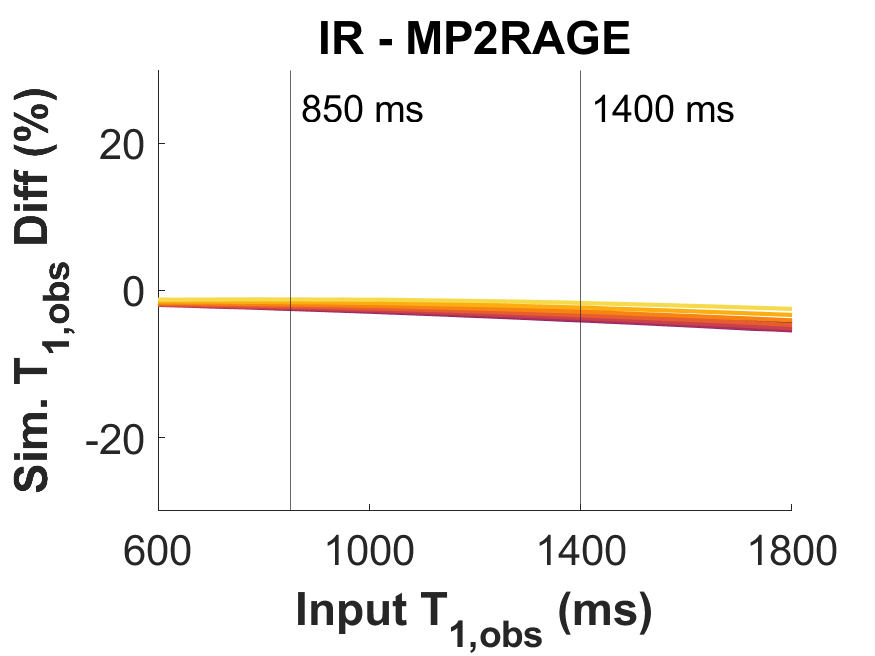 IR - MP2RAGE
850 ms
1400 ms
Sim. T1,obs Diff (%)
20
0
-20
600 1000 1400 1800
Input T1,obs (ms)